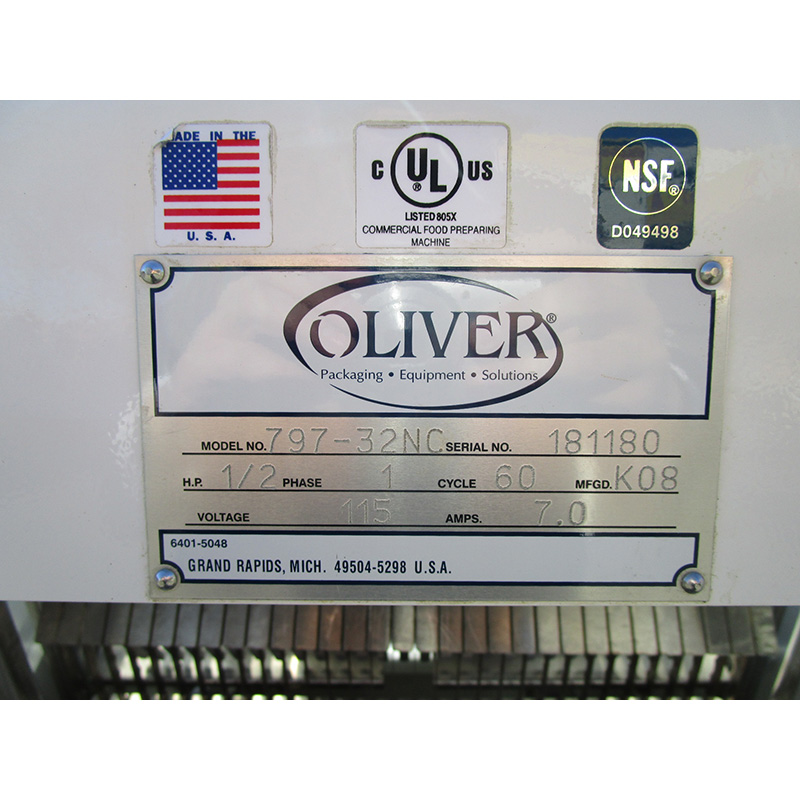 ADE IN THE
U. S. A.
C UL ® US
LISTED 805X
COMMERCIAL FOOD PREPARING
MACHINE
NSF®
D049498
OLIVER®
Packaging • Equipment • Solutions
MODEL NO. 797-32NC SERIAL NO. 181180
H.P. 1/2 PHASE 1 CYCLE 60 MFGD. K08
VOLTAGE 115 AMPS. 7.0
6401-5048
GRAND RAPIDS, MICH. 49504-5298 U.S.A.